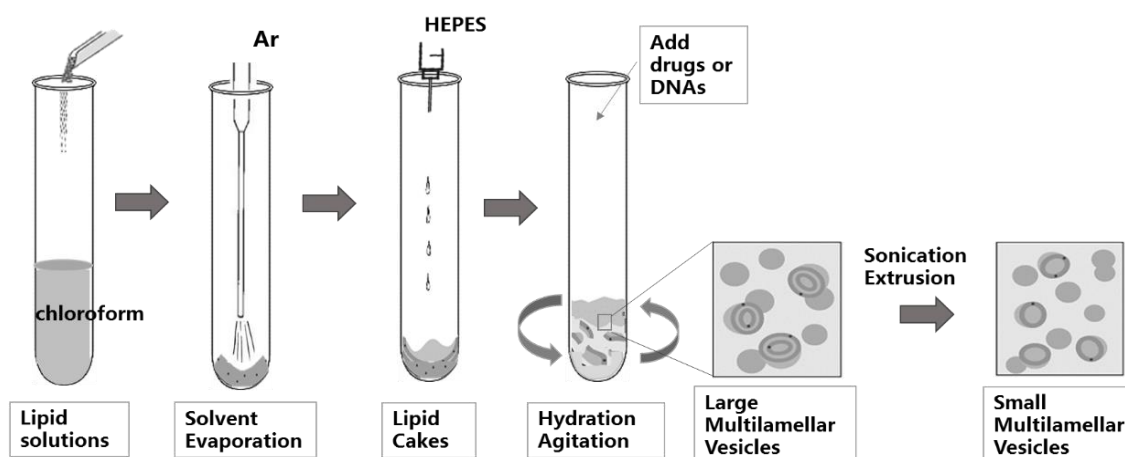 Ar
HEPES
Add
drugs or
DNAs
chloroform
Sonication
Extrusion
Lipid
solutions
Solvent
Evaporation
Lipid
Cakes
Hydration
Agitation
Large
Multilamellar
Vesicles
Small
Multilamellar
Vesicles